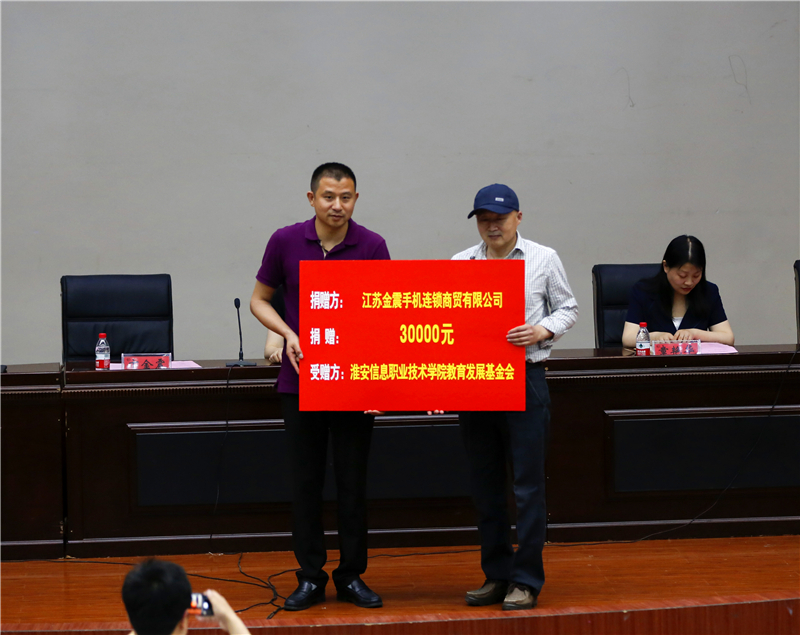 捐赠方： 江苏金震手机连锁商贸有限公司
捐 赠： 30000元
受赠方：淮安信息职业技术学院教育发展基金会